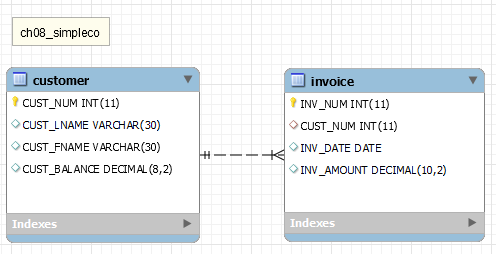 ch08_simpleco
customer
CUST_NUM INT(11)
CUST_LNAME VARCHAR(30)
CUST_FNAME VARCHAR(30)
CUST_BALANCE DECIMAL(8,2)
Indexes
invoice
INV_NUM INT(11)
CUST_NUM INT(11)
INV_DATE DATE
INV_AMOUNT DECIMAL(10,2)
Indexes